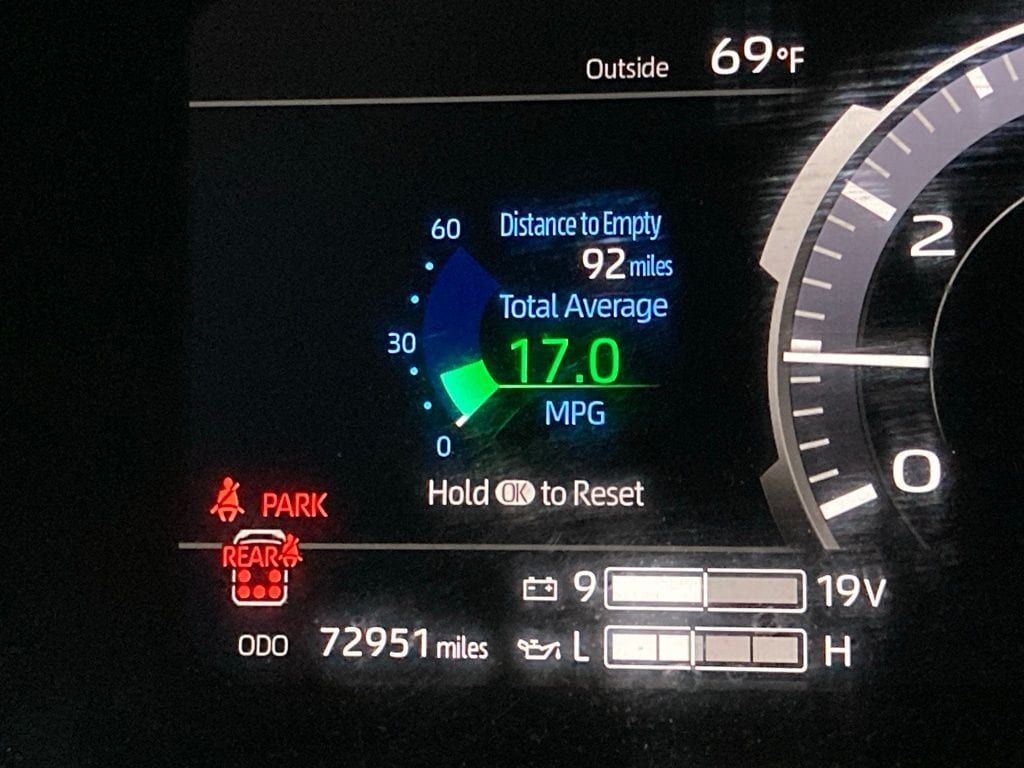 Outside 69°F
60
Distance to Empty
92 miles
Total Average
30
17.0
MPG
0
Hold OK to Reset
2
0
PARK
REAR
9 19V
ODO 72951 miles
L H